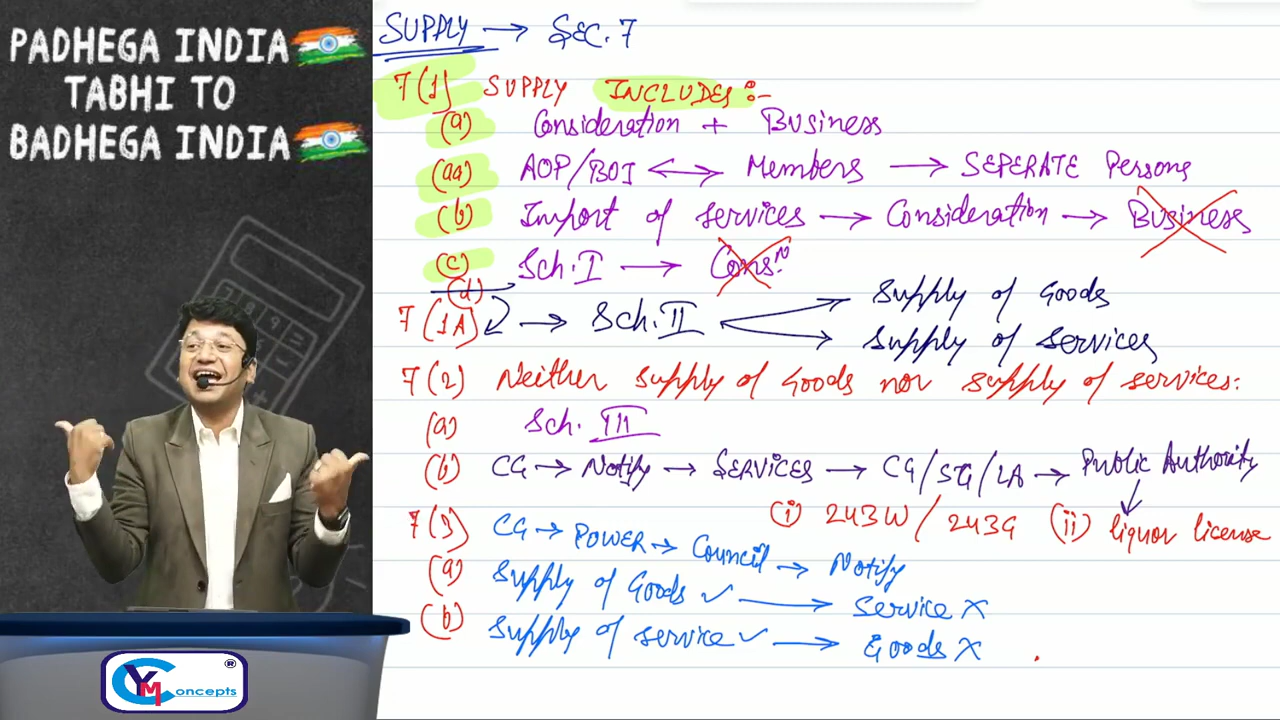 PADHEGA INDIA
TABHI TO
BADHEGA INDIA
SUPPLY → SEC. 7
7(1) SUPPLY INCLUDES :-
(a) Consideration + Business
(aa) AOP/BOI ↔ Members → SEPERATE Persons
(b) Import of services → Consideration → Business
(c) Sch. I → Cons.N
(d)
7(1A) → Sch. II
Supply of Goods
Supply of services
7(2) Neither supply of Goods nor supply of services:
(a) Sch. III
(b) CG → Notify → SERVICES → CG/SG/LA → Public Authority
(i) 243W / 243G (ii) liquor license
7(3) CG → POWER → Council → Notify
(a) Supply of Goods ✓ → Service ×
(b) Supply of service ✓ → Goods ×
CYM Concepts ®